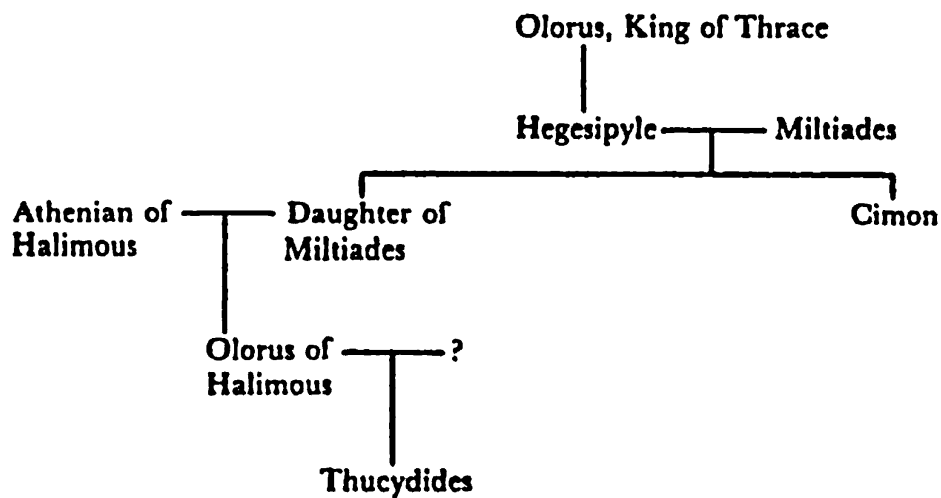 Olorus, King of Thrace
Hegesipyle
Miltiades
Athenian of
Halimous
Daughter of
Miltiades
Cimon
Olorus of
Halimous
?
Thucydides